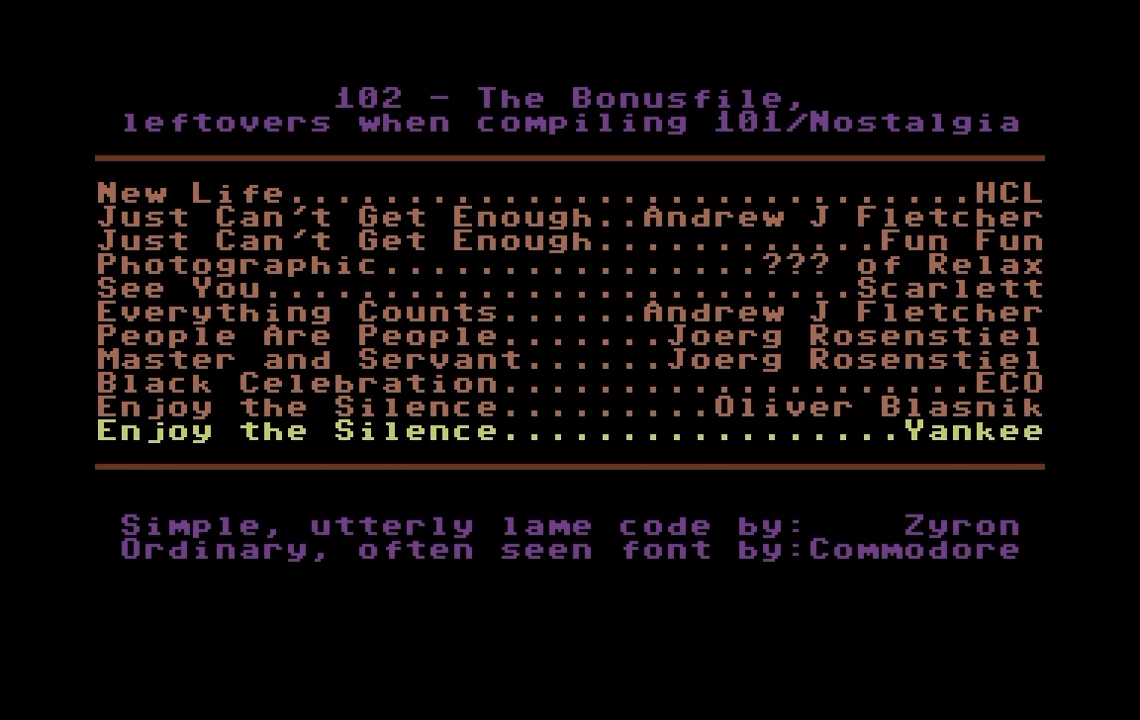 102 - The Bonusfile,
leftovers when compiling 101/Nostalgia
New Life.............................HCL
Just Can't Get Enough..Andrew J Fletcher
Just Can't Get Enough............Fun Fun
Photographic................??? of Relax
See You.........................Scarlett
Everything Counts......Andrew J Fletcher
People Are People.......Joerg Rosenstiel
Master and Servant......Joerg Rosenstiel
Black Celebration....................ECO
Enjoy the Silence.........Oliver Blasnik
Enjoy the Silence.................Yankee
Simple, utterly lame code by:    Zyron
Ordinary, often seen font by:Commodore